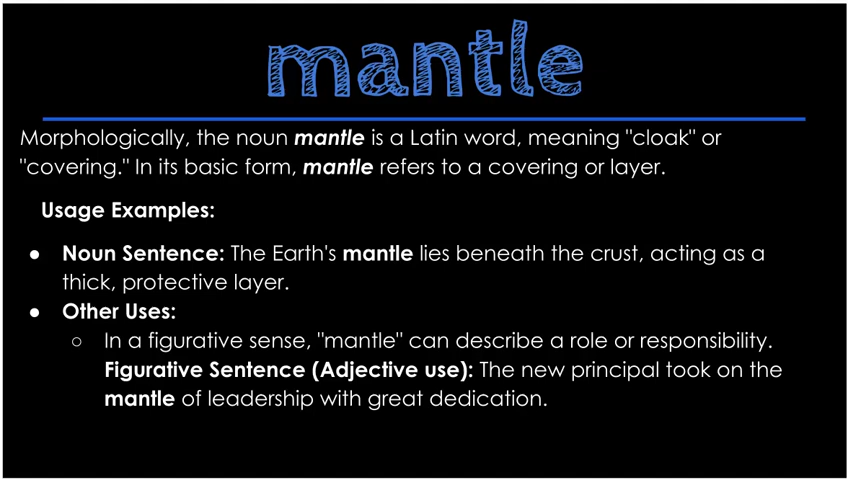 mantle
Morphologically, the noun mantle is a Latin word, meaning "cloak" or
"covering." In its basic form, mantle refers to a covering or layer.
Usage Examples:
● Noun Sentence: The Earth's mantle lies beneath the crust, acting as a
thick, protective layer.
● Other Uses:
○ In a figurative sense, "mantle" can describe a role or responsibility.
Figurative Sentence (Adjective use): The new principal took on the
mantle of leadership with great dedication.